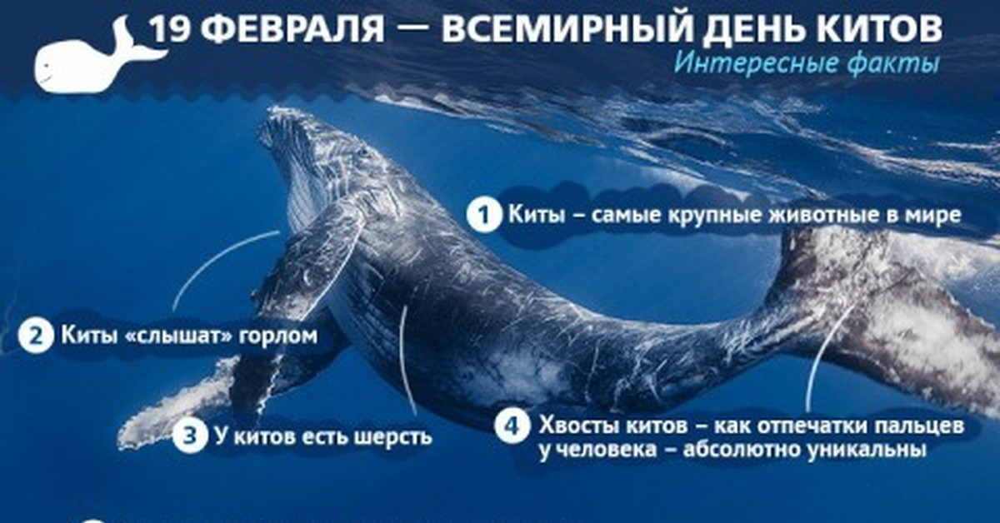 19 ФЕВРАЛЯ — ВСЕМИРНЫЙ ДЕНЬ КИТОВ
Интересные факты
1 Киты – самые крупные животные в мире
2 Киты «слышат» горлом
3 У китов есть шерсть
4 Хвосты китов – как отпечатки пальцев
у человека – абсолютно уникальны